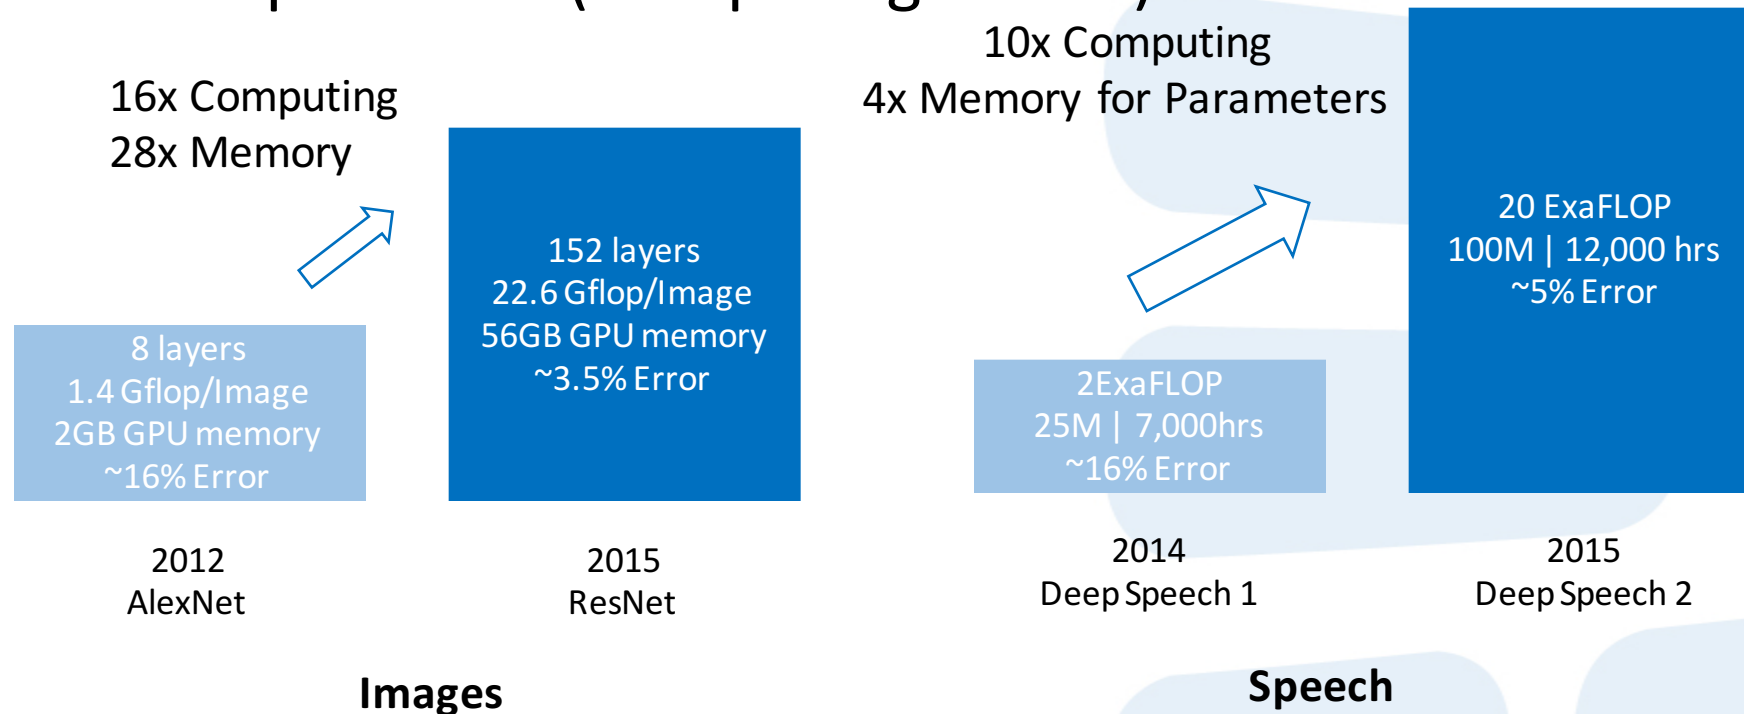 16x Computing
28x Memory
8 layers
1.4 Gflop/Image
2GB GPU memory
~16% Error
2012
AlexNet
152 layers
22.6 Gflop/Image
56GB GPU memory
~3.5% Error
2015
ResNet
Images
10x Computing
4x Memory for Parameters
2ExaFLOP
25M | 7,000hrs
~16% Error
2014
Deep Speech 1
20 ExaFLOP
100M | 12,000 hrs
~5% Error
2015
Deep Speech 2
Speech